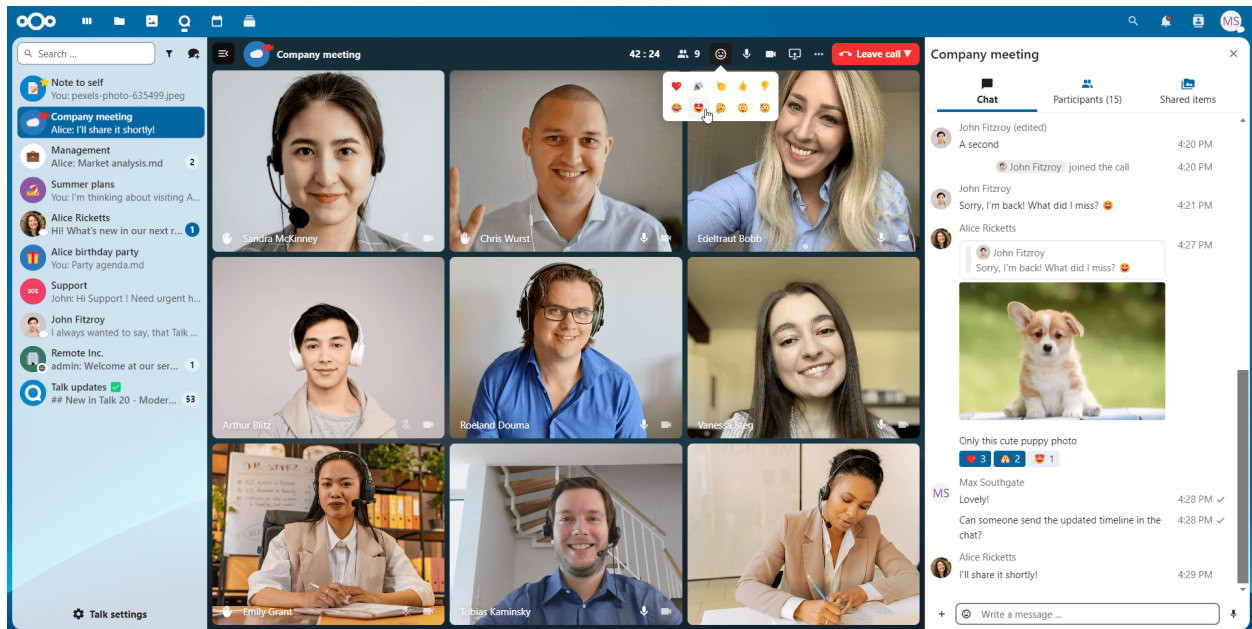 MS
Search ...
Note to self
You: pexels-photo-635499.jpeg
Company meeting
Alice: I'll share it shortly!
Management
Alice: Market analysis.md
2
Summer plans
You: I'm thinking about visiting A...
Alice Ricketts
Hi! What's new in our next r...
1
Alice birthday party
You: Party agenda.md
SOS
Support
John: Hi Support ! Need urgent h...
John Fitzroy
I always wanted to say, that Talk ...
Remote Inc.
admin: Welcome at our ser...
1
Talk updates ✅
## New in Talk 20 - Moder...
53
Talk settings
Company meeting
42 : 24
9
Leave call
Sandra McKinney
Chris Wurst
Edeltraut Bobb
Arthur Blitz
Roeland Douma
Vanessa Steg
Emily Grant
Tobias Kaminsky
Company meeting
Chat
Participants (15)
Shared items
John Fitzroy (edited)
A second
4:20 PM
John Fitzroy joined the call
4:20 PM
John Fitzroy
Sorry, I'm back! What did I miss? 😝
4:21 PM
Alice Ricketts
John Fitzroy
4:27 PM
Sorry, I'm back! What did I miss? 😝
Only this cute puppy photo
❤️ 3
🙈 2
😍 1
Max Southgate
MS
Lovely!
4:28 PM
Can someone send the updated timeline in the
4:28 PM
chat?
Alice Ricketts
I'll share it shortly!
4:29 PM
Write a message ...